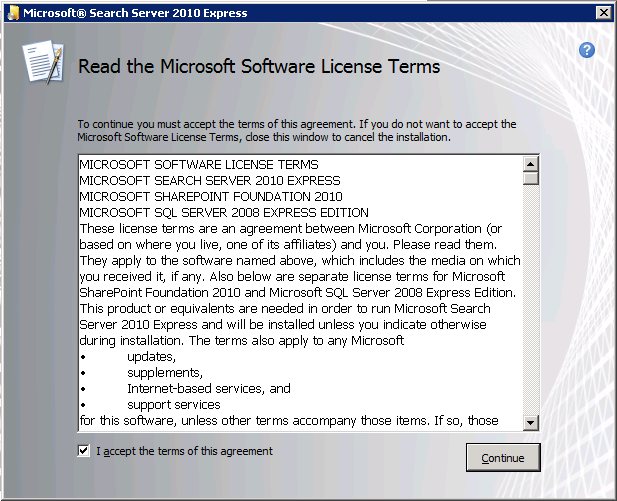 Microsoft® Search Server 2010 Express
Read the Microsoft Software License Terms
To continue you must accept the terms of this agreement. If you do not want to accept the
Microsoft Software License Terms, close this window to cancel the installation.
MICROSOFT SOFTWARE LICENSE TERMS
MICROSOFT SEARCH SERVER 2010 EXPRESS
MICROSOFT SHAREPOINT FOUNDATION 2010
MICROSOFT SQL SERVER 2008 EXPRESS EDITION
These license terms are an agreement between Microsoft Corporation (or
based on where you live, one of its affiliates) and you. Please read them.
They apply to the software named above, which includes the media on which
you received it, if any. Also below are separate license terms for Microsoft
SharePoint Foundation 2010 and Microsoft SQL Server 2008 Express Edition.
This product or equivalents are needed in order to run Microsoft Search
Server 2010 Express and will be installed unless you indicate otherwise
during installation. The terms also apply to any Microsoft
• updates,
• supplements,
• Internet-based services, and
• support services
for this software, unless other terms accompany those items. If so, those
I accept the terms of this agreement
Continue